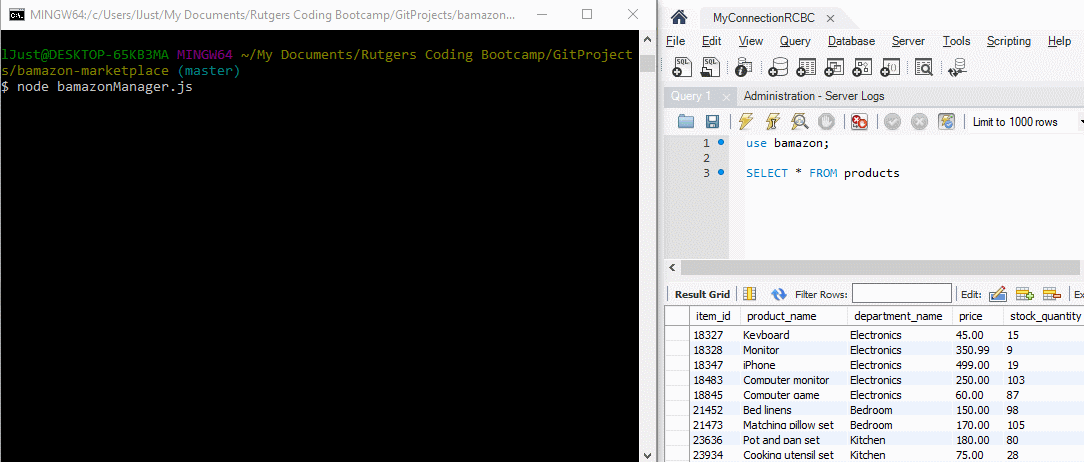 MINGW64:/c/Users/lJust/My Documents/Rutgers Coding Bootcamp/GitProjects/bamazon...
lJust@DESKTOP-65KB3MA MINGW64 ~/My Documents/Rutgers Coding Bootcamp/GitProject
s/bamazon-marketplace (master)
$ node bamazonManager.js
MyConnectionRCBC
File Edit View Query Database Server Tools Scripting Help
Query 1 Administration - Server Logs
Limit to 1000 rows
1 use bamazon;
2
3 SELECT * FROM products
Result Grid Filter Rows: Edit: Ex
item_id product_name department_name price stock_quantity
18327 Keyboard Electronics 45.00 15
18328 Monitor Electronics 350.99 9
18347 iPhone Electronics 499.00 19
18483 Computer monitor Electronics 250.00 103
18845 Computer game Electronics 60.00 87
21452 Bed linens Bedroom 150.00 98
21473 Matching pillow set Bedroom 170.00 105
23636 Pot and pan set Kitchen 180.00 80
23934 Cooking utensil set Kitchen 75.00 28